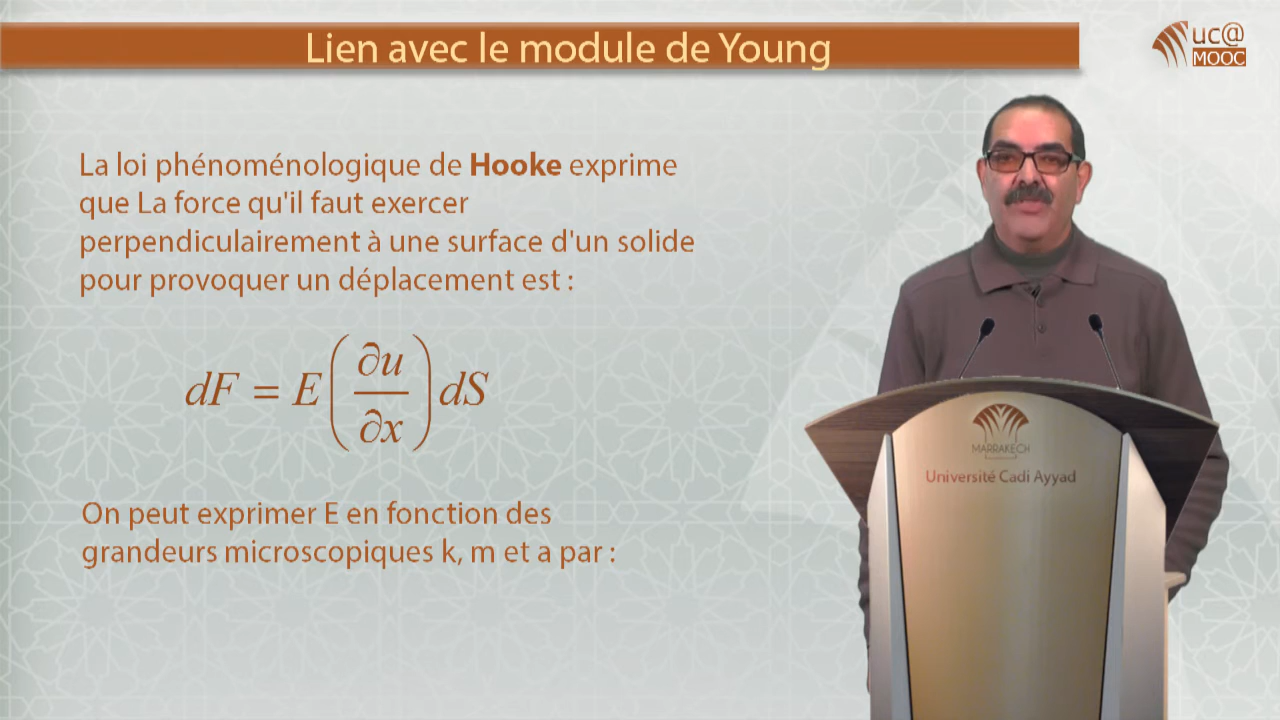 Lien avec le module de Young
uc@
MOOC
La loi phénoménologique de Hooke exprime
que La force qu'il faut exercer
perpendiculairement à une surface d'un solide
pour provoquer un déplacement est :
dF = E(∂u/∂x)dS
On peut exprimer E en fonction des
grandeurs microscopiques k, m et a par :
MARRAKECH
Université Cadi Ayyad